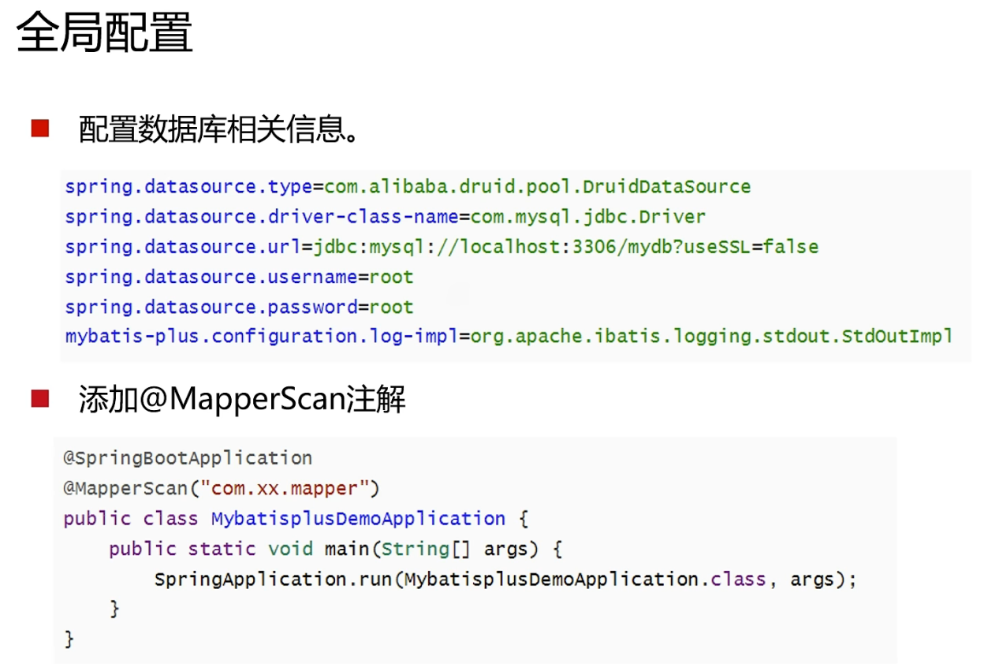 全局配置
配置数据库相关信息。
spring.datasource.type=com.alibaba.druid.pool.DruidDataSource
spring.datasource.driver-class-name=com.mysql.jdbc.Driver
spring.datasource.url=jdbc:mysql://localhost:3306/mydb?useSSL=false
spring.datasource.username=root
spring.datasource.password=root
mybatis-plus.configuration.log-impl=org.apache.ibatis.logging.stdout.StdOutImpl
添加@MapperScan注解
@SpringBootApplication
@MapperScan("com.xx.mapper")
public class MybatisplusDemoApplication {
    public static void main(String[] args) {
        SpringApplication.run(MybatisplusDemoApplication.class, args);
    }
}